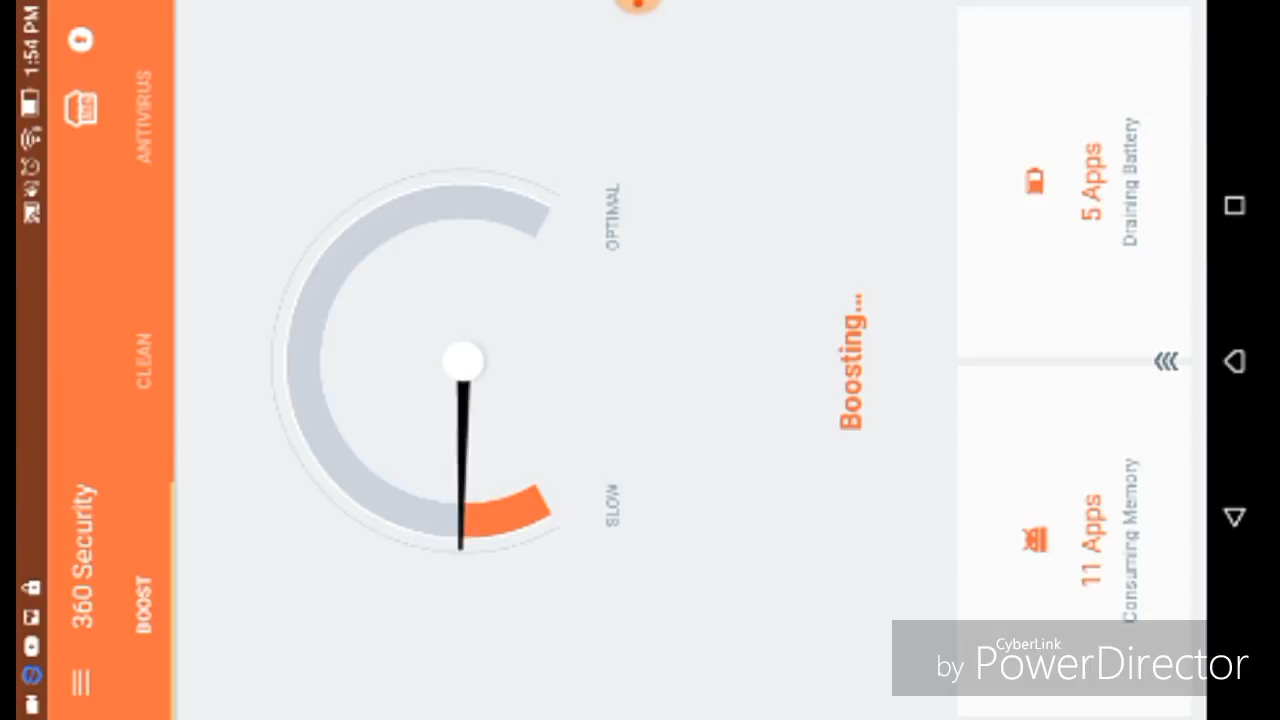 1:54 PM
360 Security
BOOST
CLEAN
ANTIVIRUS
SLOW
OPTIMAL
Boosting...
11 Apps
Consuming Memory
5 Apps
Draining Battery
CyberLink
by PowerDirector